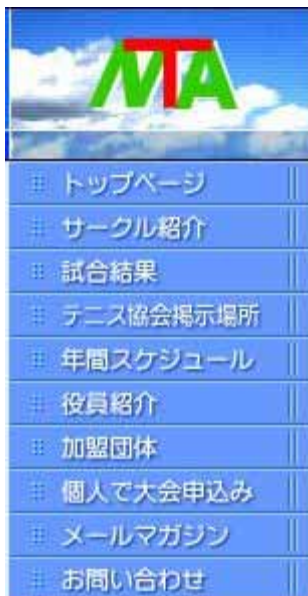 NTA
トップページ
サークル紹介
試合結果
テニス協会掲示場所
年間スケジュール
役員紹介
加盟団体
個人で大会申込み
メールマガジン
お問い合わせ